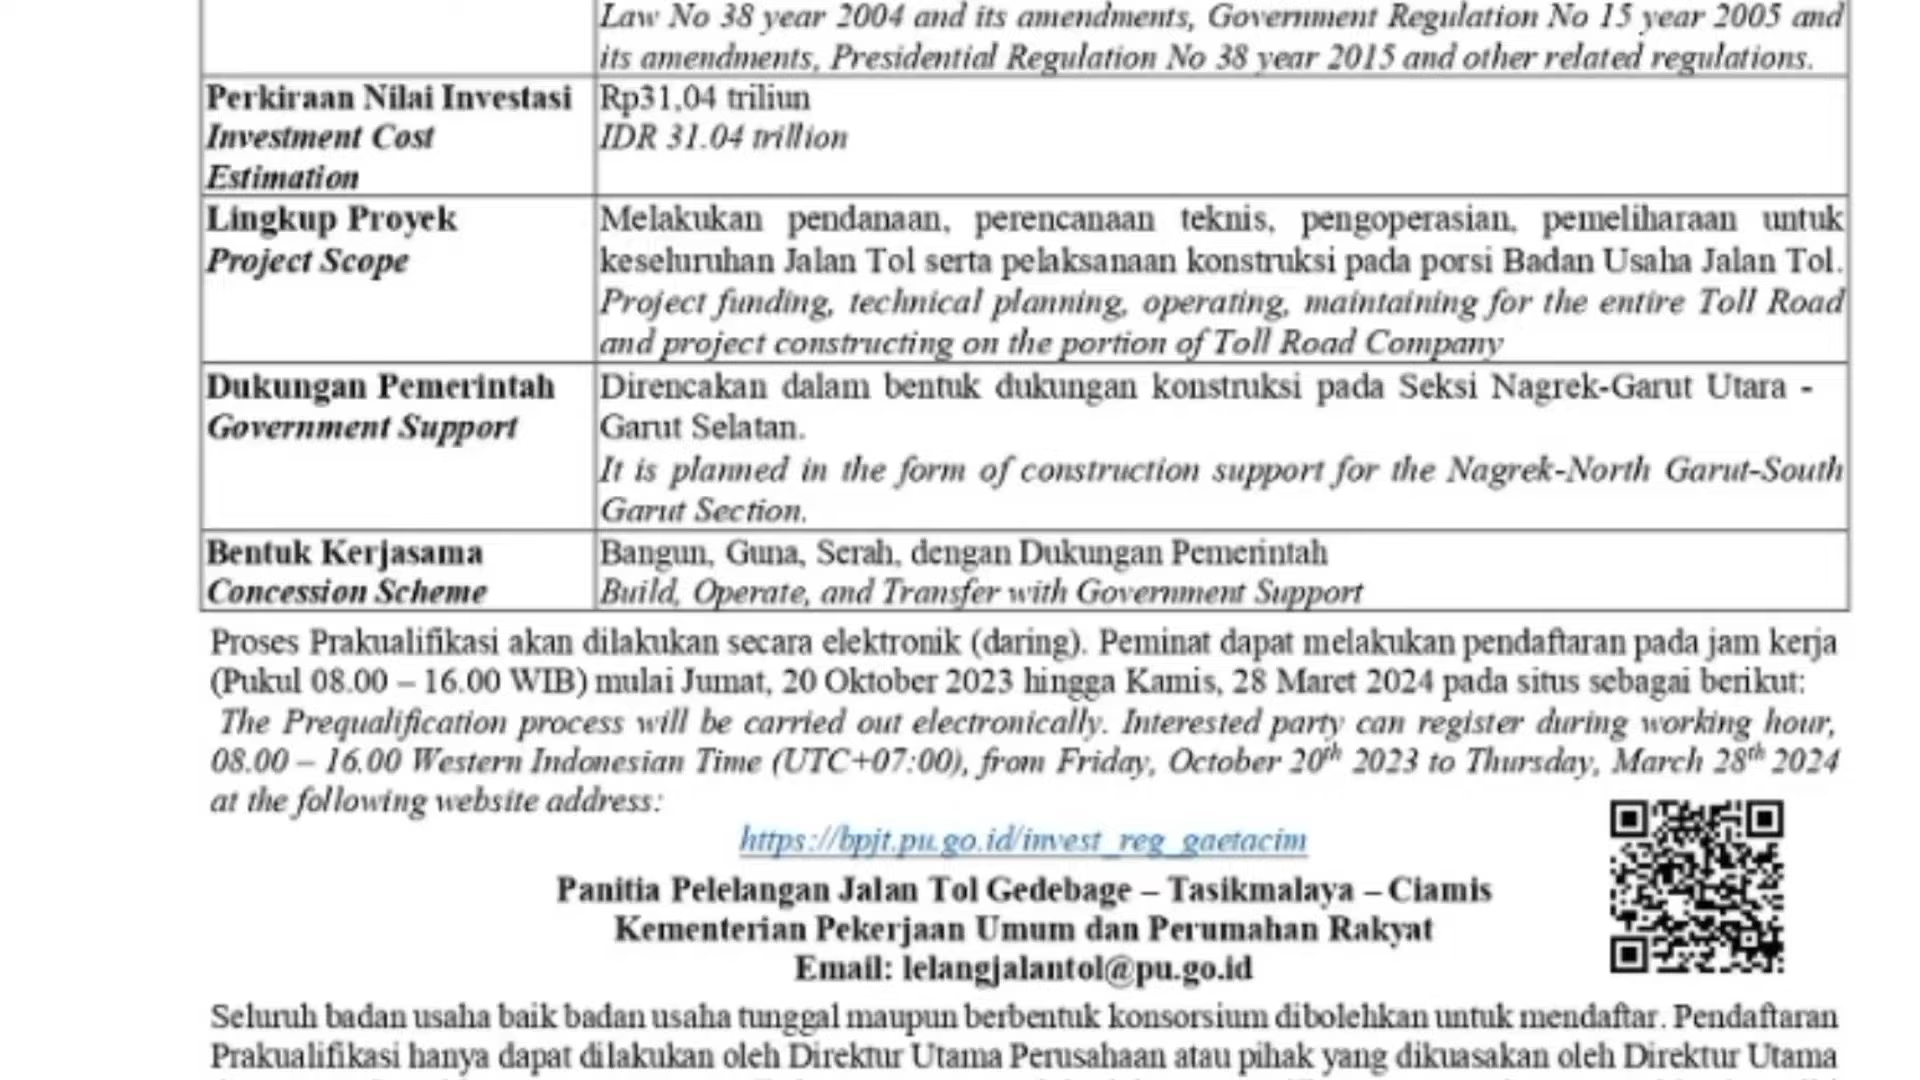 Law No 38 year 2004 and its amendments, Government Regulation No 15 year 2005 and
its amendments, Presidential Regulation No 38 year 2015 and other related regulations.
Perkiraan Nilai Investasi
Investment Cost
Estimation
Rp31,04 triliun
IDR 31.04 trillion
Lingkup Proyek
Project Scope
Melakukan pendanaan, perencanaan teknis, pengoperasian, pemeliharaan untuk
keseluruhan Jalan Tol serta pelaksanaan konstruksi pada porsi Badan Usaha Jalan Tol.
Project funding, technical planning, operating, maintaining for the entire Toll Road
and project constructing on the portion of Toll Road Company
Dukungan Pemerintah
Government Support
Direncakan dalam bentuk dukungan konstruksi pada Seksi Nagrek-Garut Utara -
Garut Selatan.
It is planned in the form of construction support for the Nagrek-North Garut-South
Garut Section.
Bentuk Kerjasama
Concession Scheme
Bangun, Guna, Serah, dengan Dukungan Pemerintah
Build, Operate, and Transfer with Government Support
Proses Prakualifikasi akan dilakukan secara elektronik (daring). Peminat dapat melakukan pendaftaran pada jam kerja
(Pukul 08.00 – 16.00 WIB) mulai Jumat, 20 Oktober 2023 hingga Kamis, 28 Maret 2024 pada situs sebagai berikut:
The Prequalification process will be carried out electronically. Interested party can register during working hour,
08.00 – 16.00 Western Indonesian Time (UTC+07:00), from Friday, October 20th 2023 to Thursday, March 28th 2024
at the following website address:
https://bpjt.pu.go.id/invest_reg_gaetacim
Panitia Pelelangan Jalan Tol Gedebage – Tasikmalaya – Ciamis
Kementerian Pekerjaan Umum dan Perumahan Rakyat
Email: lelangjalantol@pu.go.id
Seluruh badan usaha baik badan usaha tunggal maupun berbentuk konsorsium dibolehkan untuk mendaftar. Pendaftaran
Prakualifikasi hanya dapat dilakukan oleh Direktur Utama Perusahaan atau pihak yang dikuasakan oleh Direktur Utama